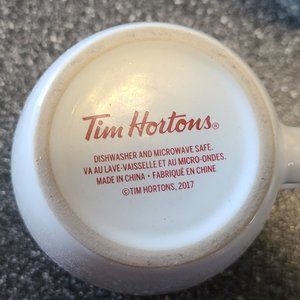 Tim Hortons®
DISHWASHER AND MICROWAVE SAFE.
VA AU LAVE-VAISSELLE ET AU MICRO-ONDES.
MADE IN CHINA • FABRIQUÉ EN CHINE
©TIM HORTONS, 2017